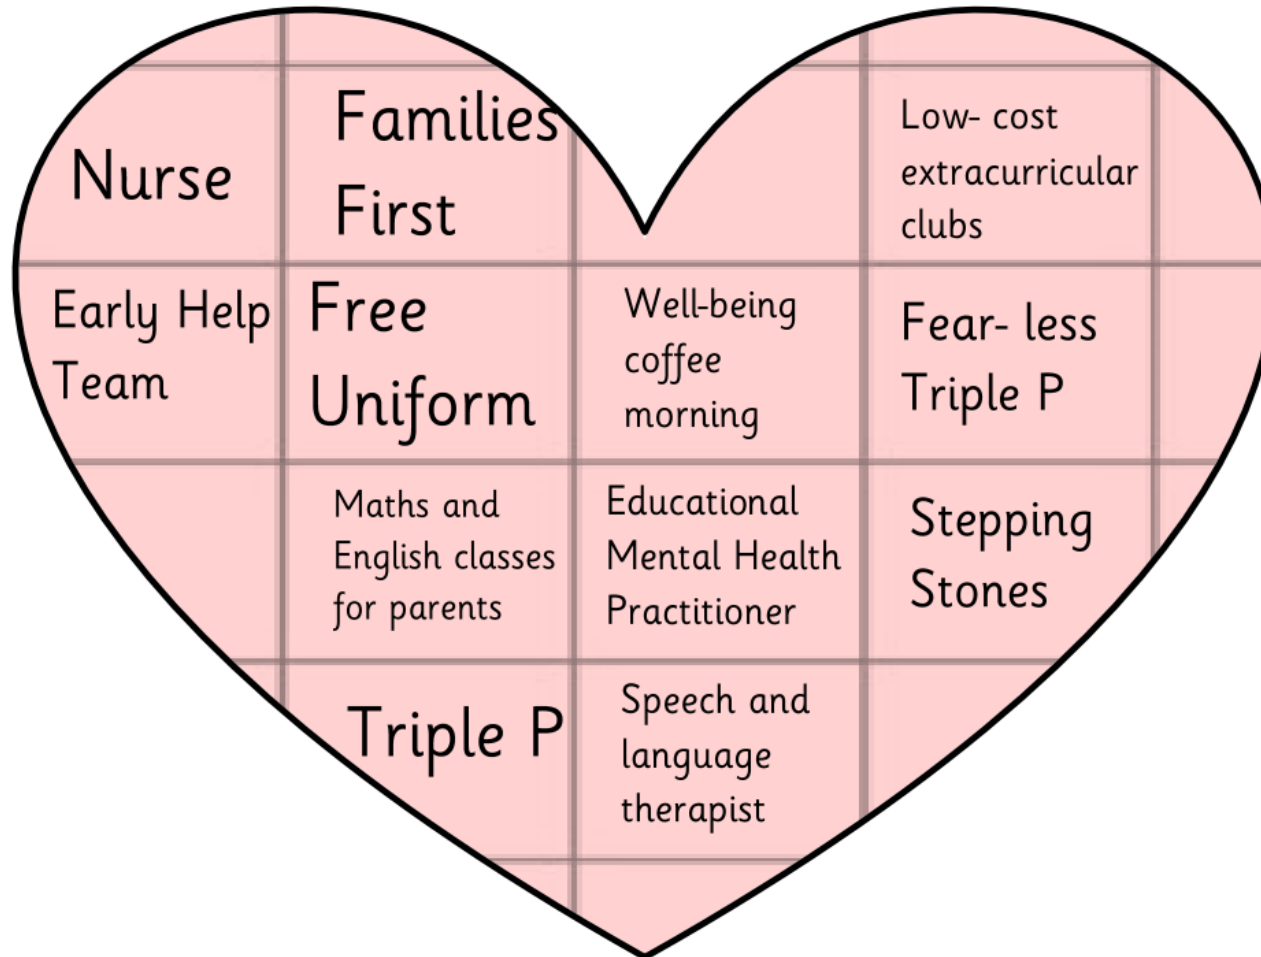 Nurse
Families
First
Low- cost
extracurricular
clubs
Early Help
Team
Free
Uniform
Well-being
coffee
morning
Fear- less
Triple P
Maths and
English classes
for parents
Educational
Mental Health
Practitioner
Stepping
Stones
Triple P
Speech and
language
therapist